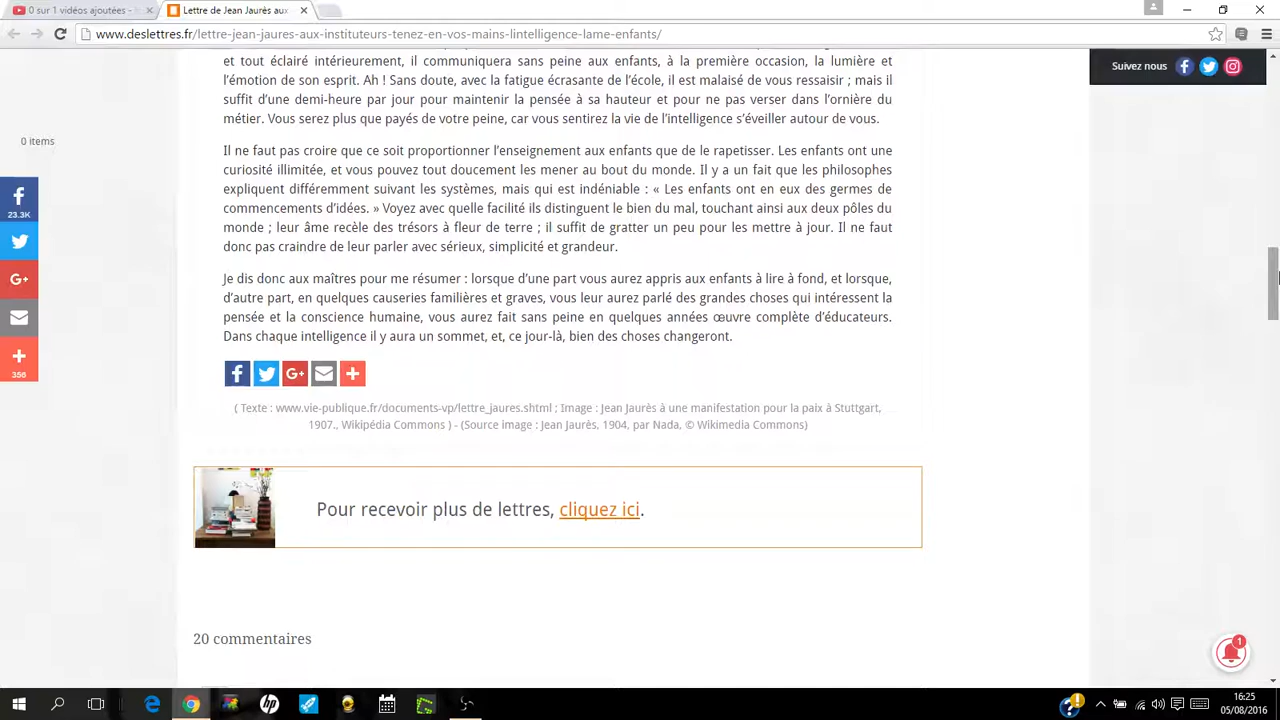 0 sur 1 vidéos ajoutées -
Lettre de Jean Jaurès aux
www.deslettres.fr/lettre-jean-jaures-aux-instituteurs-tenez-en-vos-mains-lintelligence-lame-enfants/
Suivez nous
0 items
23.3K
G+
356
et tout éclairé intérieurement, il communiquera sans peine aux enfants, à la première occasion, la lumière et
l’émotion de son esprit. Ah ! Sans doute, avec la fatigue écrasante de l’école, il est malaisé de vous ressaisir ; mais il
suffit d’une demi-heure par jour pour maintenir la pensée à sa hauteur et pour ne pas verser dans l’ornière du
métier. Vous serez plus que payés de votre peine, car vous sentirez la vie de l’intelligence s’éveiller autour de vous.
Il ne faut pas croire que ce soit proportionner l’enseignement aux enfants que de le rapetisser. Les enfants ont une
curiosité illimitée, et vous pouvez tout doucement les mener au bout du monde. Il y a un fait que les philosophes
expliquent différemment suivant les systèmes, mais qui est indéniable : « Les enfants ont en eux des germes de
commencements d’idées. » Voyez avec quelle facilité ils distinguent le bien du mal, touchant ainsi aux deux pôles du
monde ; leur âme recèle des trésors à fleur de terre ; il suffit de gratter un peu pour les mettre à jour. Il ne faut
donc pas craindre de leur parler avec sérieux, simplicité et grandeur.
Je dis donc aux maîtres pour me résumer : lorsque d’une part vous aurez appris aux enfants à lire à fond, et lorsque,
d’autre part, en quelques causeries familières et graves, vous leur aurez parlé des grandes choses qui intéressent la
pensée et la conscience humaine, vous aurez fait sans peine en quelques années œuvre complète d’éducateurs.
Dans chaque intelligence il y aura un sommet, et, ce jour-là, bien des choses changeront.
G+
( Texte : www.vie-publique.fr/documents-vp/lettre_jaures.shtml ; Image : Jean Jaurès à une manifestation pour la paix à Stuttgart,
1907., Wikipédia Commons ) - (Source image : Jean Jaurès, 1904, par Nada, © Wikimedia Commons)
Pour recevoir plus de lettres, cliquez ici.
20 commentaires
1
hp
16:25
05/08/2016